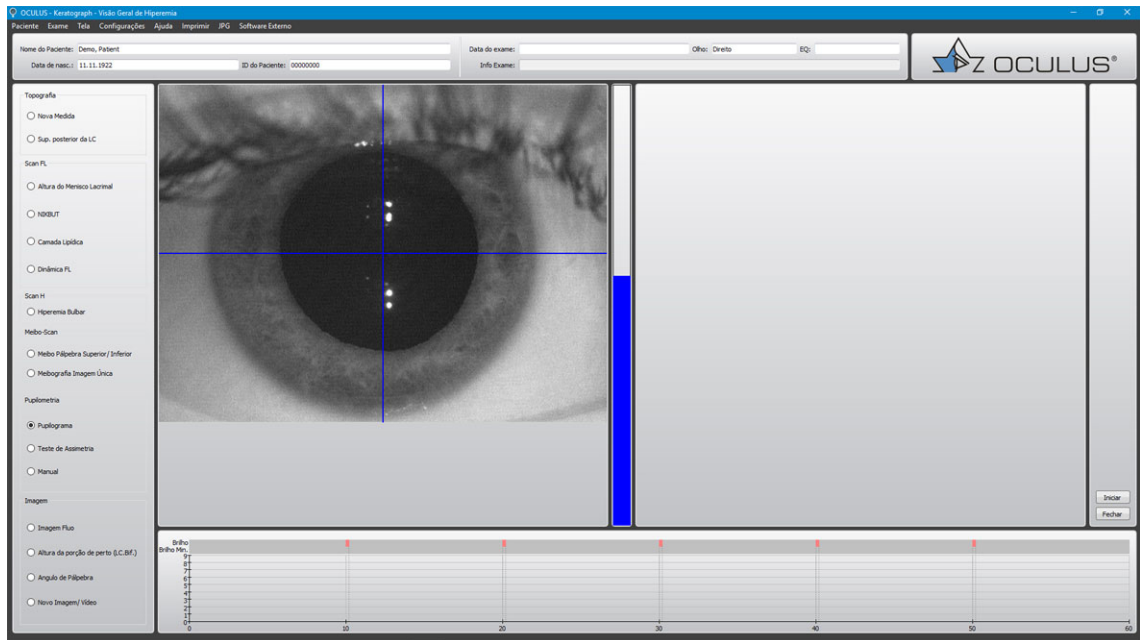 OCULUS - Keratograph - Visão Geral de Hiperemia
Paciente Exame Tela Configurações Ajuda Imprimir JPG Software Externo
Nome do Paciente: Demo, Patient
Data do exame:
Olho: Direito
EQ:
Data de nasc.: 11.11.1922
ID do Paciente: 00000000
Info Exame:
OCULUS®
Topografia
Nova Medida
Sup. posterior da LC
Scan FL
Altura do Menisco Lacrimal
NIKBUT
Camada Lipídica
Dinâmica FL
Scan H
Hiperemia Bulbar
Meibo-Scan
Meibo Pálpebra Superior/ Inferior
Meibografia Imagem Única
Pupilometria
Pupilograma
Teste de Assimetria
Manual
Imagem
Imagem Fluo
Altura da porção de perto (LC.Bif.)
Angulo de Pálpebra
Novo Imagem/ Vídeo
Iniciar
Fechar
Brilho
Brilho Min.
9
8
7
6
5
4
3
2
1
0
0 10 20 30 40 50 60